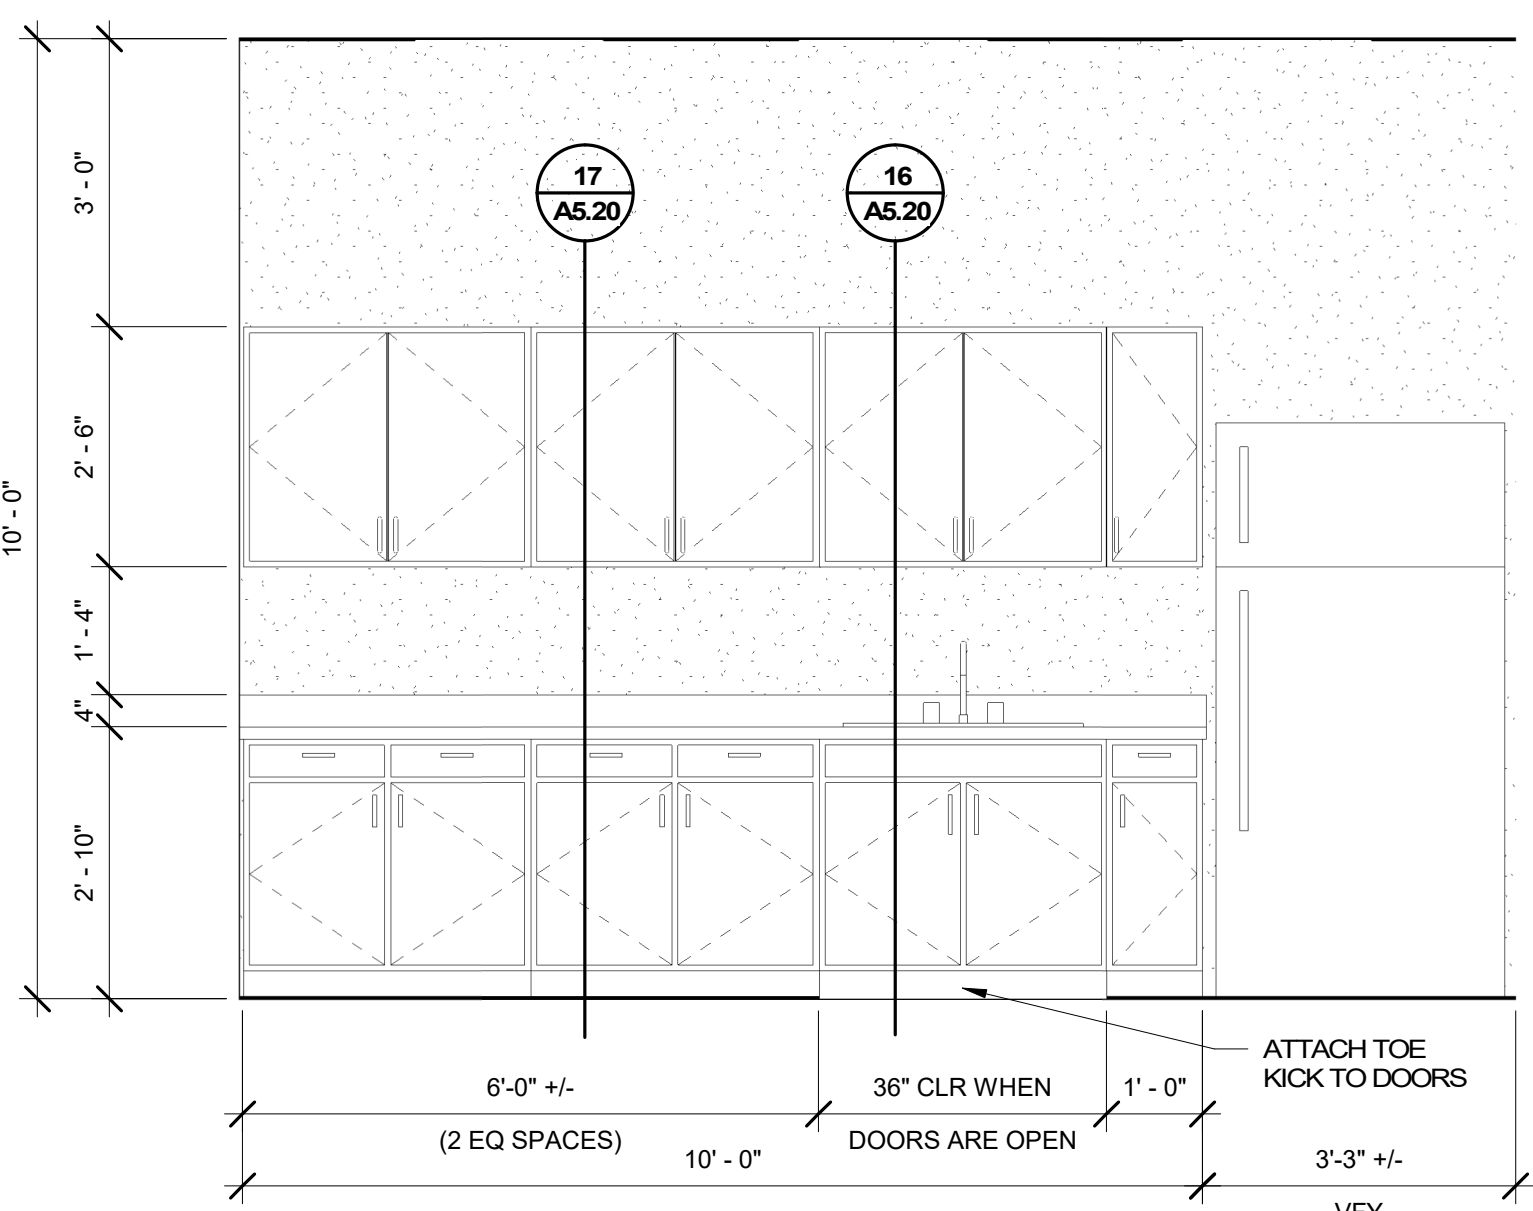 17
A5.20
16
A5.20
3' - 0"
2' - 6"
10' - 0"
1' - 4"
4"
2' - 10"
ATTACH TOE
KICK TO DOORS
6'-0" +/-
(2 EQ SPACES)
36" CLR WHEN
DOORS ARE OPEN
1' - 0"
10' - 0"
3'-3" +/-